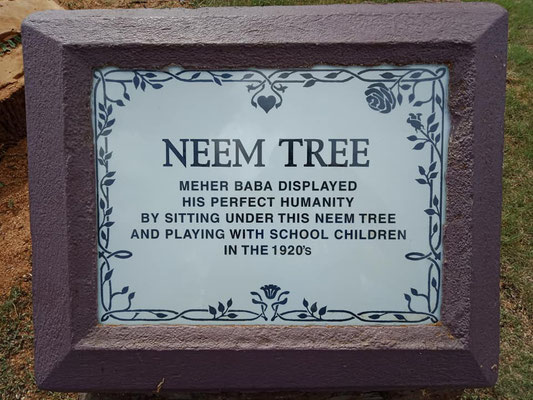 NEEM TREE
MEHER BABA DISPLAYED
HIS PERFECT HUMANITY
BY SITTING UNDER THIS NEEM TREE
AND PLAYING WITH SCHOOL CHILDREN
IN THE 1920's